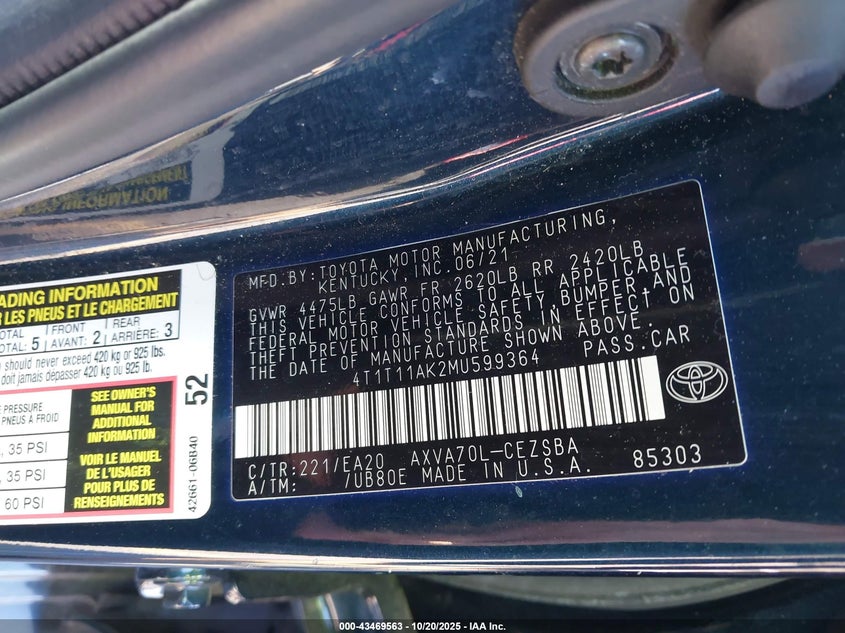 MFD.BY: TOYOTA MOTOR MANUFACTURING,
KENTUCKY, INC. 06/21
GVWR 4475LB GAWR FR 2620LB RR 2420LB
THIS VEHICLE CONFORMS TO ALL APPLICABLE
FEDERAL MOTOR VEHICLE SAFETY, BUMPER, AND
THEFT PREVENTION STANDARDS IN EFFECT ON
THE DATE OF MANUFACTURE SHOWN ABOVE.
4T1T11AK2MU599364 PASS.CAR
C/TR:221/EA20 AXVA70L-CEZSBA
A/TM: /UB80E MADE IN U.S.A. 85303
ADING INFORMATION
R LES PNEUS ET LE CHARGEMENT
TOTAL FRONT REAR
TOTAL: 5 AVANT: 2 ARRIÈRE: 3
should never exceed 420 kg or 925 lbs.
doit jamais dépasser 420 kg ou 925 lb.
PRESSURE
PNEUS À FROID
, 35 PSI
, 35 PSI
60 PSI
SEE OWNER'S
MANUAL FOR
ADDITIONAL
INFORMATION
VOIR LE MANUEL
DE L'USAGER
POUR PLUS DE
RENSEIGNEMENTS
52
42661-06B40
000-43469563 - 10/20/2025 - IAA Inc.